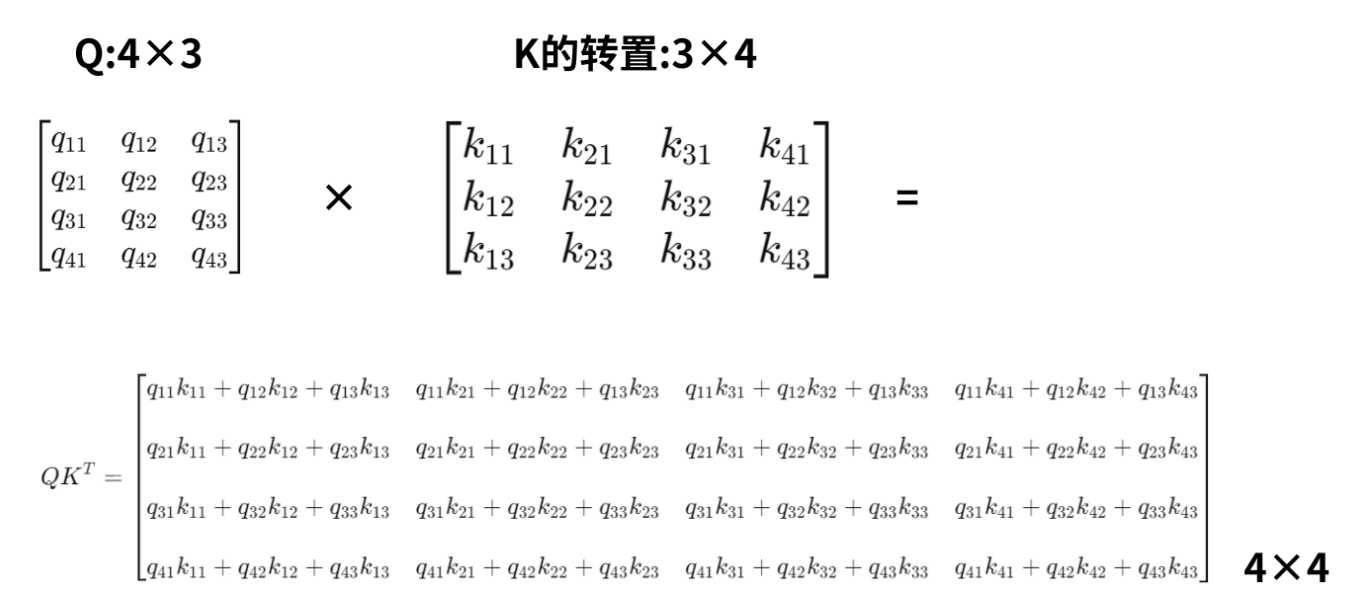 Q:4×3 K的转置:3×4
q11 q12 q13 k11 k21 k31 k41
q21 q22 q23 × k12 k22 k32 k42 =
q31 q32 q33 k13 k23 k33 k43
q41 q42 q43
q11k11 + q12k12 + q13k13 q11k21 + q12k22 + q13k23 q11k31 + q12k32 + q13k33 q11k41 + q12k42 + q13k43
q21k11 + q22k12 + q23k13 q21k21 + q22k22 + q23k23 q21k31 + q22k32 + q23k33 q21k41 + q22k42 + q23k43
QK^T =
q31k11 + q32k12 + q33k13 q31k21 + q32k22 + q33k23 q31k31 + q32k32 + q33k33 q31k41 + q32k42 + q33k43
q41k11 + q42k12 + q43k13 q41k21 + q42k22 + q43k23 q41k31 + q42k32 + q43k33 q41k41 + q42k42 + q43k43 4×4